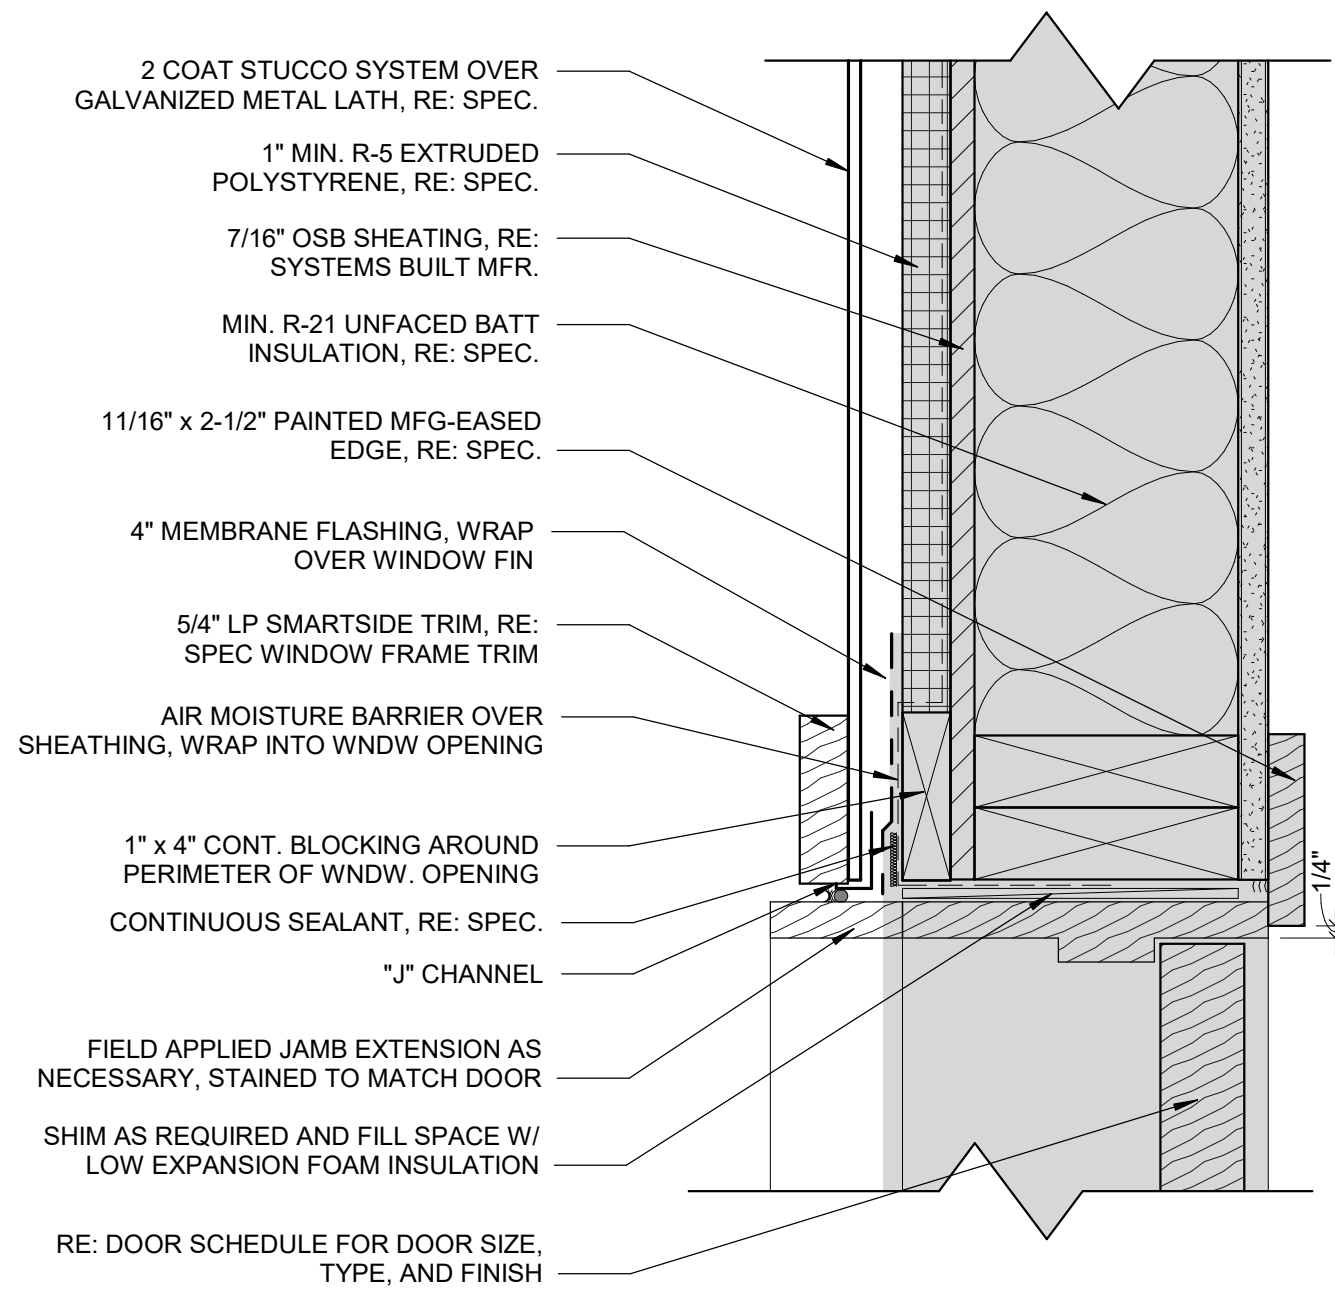 2 COAT STUCCO SYSTEM OVER
GALVANIZED METAL LATH, RE: SPEC.
1" MIN. R-5 EXTRUDED
POLYSTYRENE, RE: SPEC.
7/16" OSB SHEATING, RE:
SYSTEMS BUILT MFR.
MIN. R-21 UNFACED BATT
INSULATION, RE: SPEC.
11/16" x 2-1/2" PAINTED MFG-EASED
EDGE, RE: SPEC.
4" MEMBRANE FLASHING, WRAP
OVER WINDOW FIN
5/4" LP SMARTSIDE TRIM, RE:
SPEC WINDOW FRAME TRIM
AIR MOISTURE BARRIER OVER
SHEATHING, WRAP INTO WNDW OPENING
1" x 4" CONT. BLOCKING AROUND
PERIMETER OF WNDW. OPENING
CONTINUOUS SEALANT, RE: SPEC.
"J" CHANNEL
FIELD APPLIED JAMB EXTENSION AS
NECESSARY, STAINED TO MATCH DOOR
SHIM AS REQUIRED AND FILL SPACE W/
LOW EXPANSION FOAM INSULATION
RE: DOOR SCHEDULE FOR DOOR SIZE,
TYPE, AND FINISH
1/4"